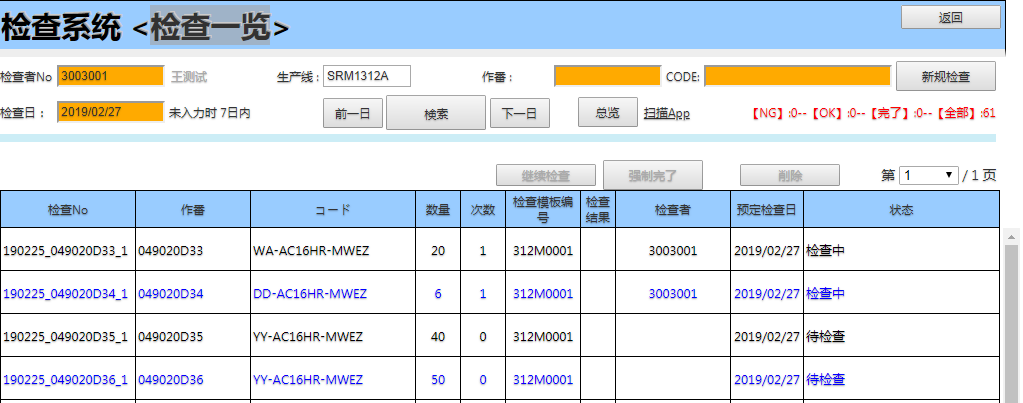 检查系统 <检查一览>
返回
检查者No 3003001 王测试 生产线 : SRM1312A 作番 : CODE: 新规检查
检查日 : 2019/02/27 未入力时 7日内 前一日 检索 下一日 总览 扫描App 【NG】:0--【OK】:0--【完了】:0--【全部】:61
继续检查 强制完了 削除 第 1 / 1 页
检查No 作番 コード 数量 次数 检查模板编号 检查结果 检查者 预定检查日 状态
190225_049020D33_1 049020D33 WA-AC16HR-MWEZ 20 1 312M0001 3003001 2019/02/27 检查中
190225_049020D34_1 049020D34 DD-AC16HR-MWEZ 6 1 312M0001 3003001 2019/02/27 检查中
190225_049020D35_1 049020D35 YY-AC16HR-MWEZ 40 0 312M0001 2019/02/27 待检查
190225_049020D36_1 049020D36 YY-AC16HR-MWEZ 50 0 312M0001 2019/02/27 待检查